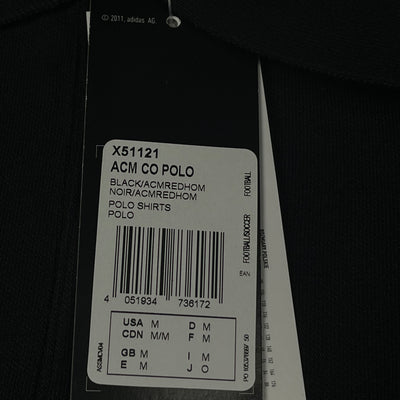 © 2011, adidas AG.
X51121
ACM CO POLO
BLACK/ACMREDHOM
NOIR/ACMREDHOM
POLO SHIRTS
POLO
FOOTBALL
FOOTBALL/SOCCER
EAN
4 051934 736172
USA M D M
CDN M/M F M
GB M I M
E M J O